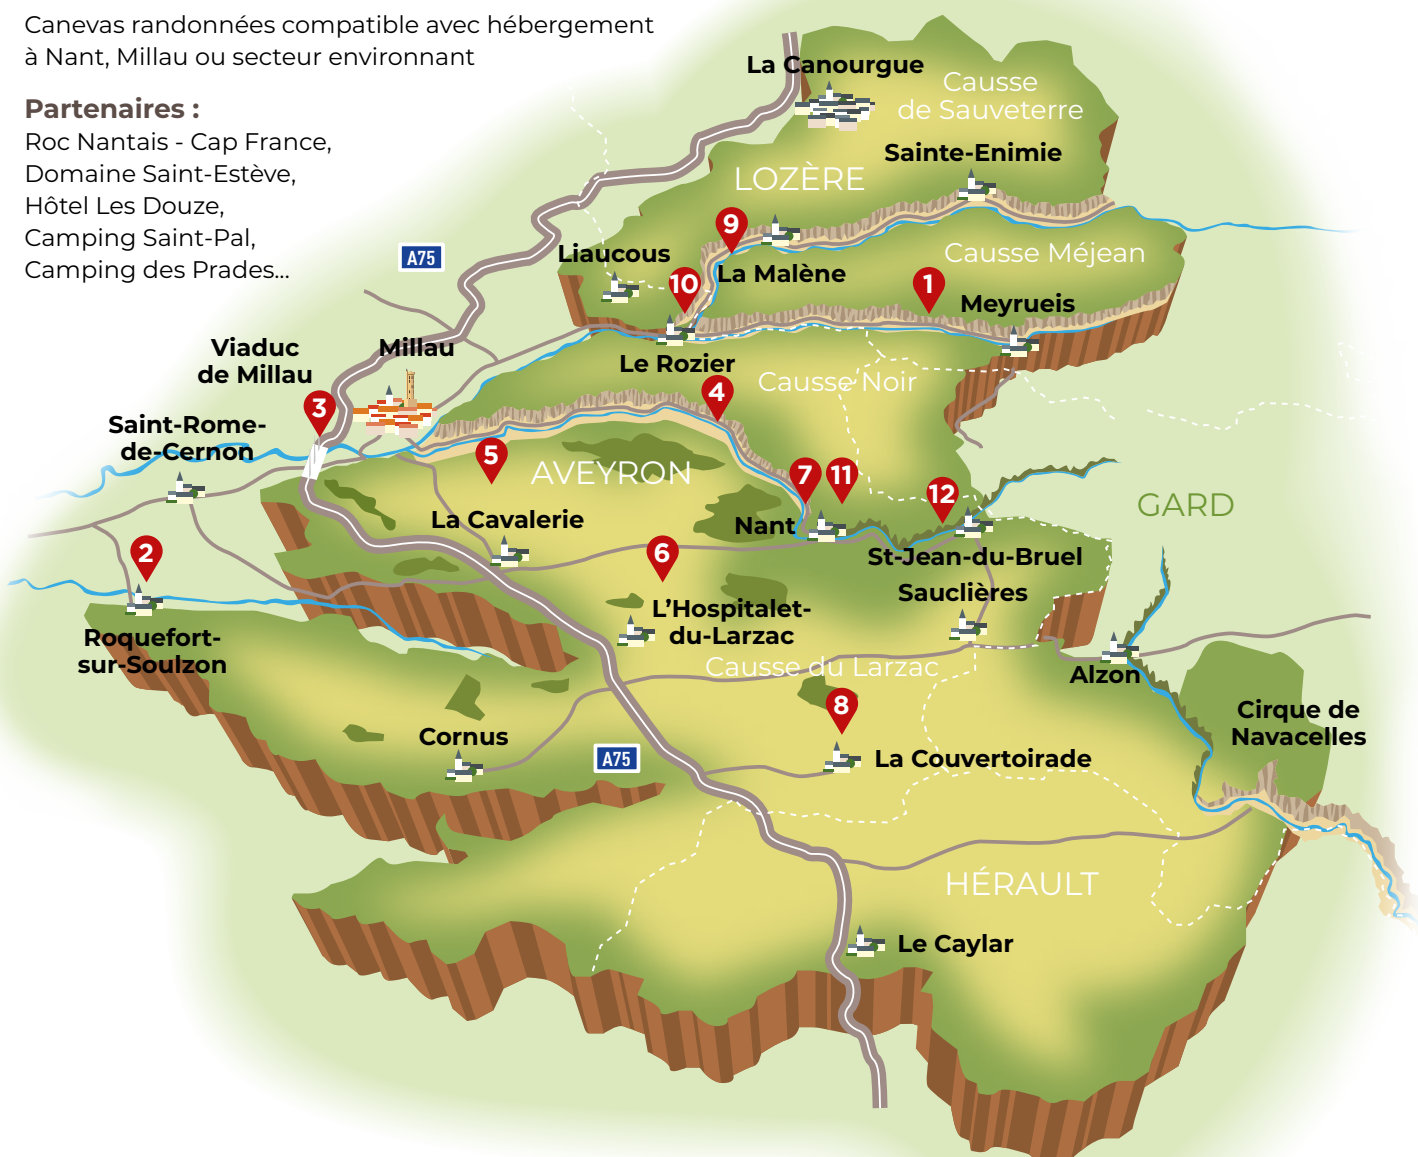 Canevas randonnées compatible avec hébergement
à Nant, Millau ou secteur environnant
Partenaires :
Roc Nantais - Cap France,
Domaine Saint-Estève,
Hôtel Les Douze,
Camping Saint-Pal,
Camping des Prades...
La Canourgue
Causse
de Sauveterre
Sainte-Enimie
LOZÈRE
9
A75
Liaucous
La Malène
Causse Méjean
10
1
Meyrueis
Viaduc
de Millau
Millau
Le Rozier
Causse Noir
3
4
Saint-Rome-
de-Cernon
5
AVEYRON
7
11
12
GARD
La Cavalerie
Nant
2
6
St-Jean-du-Bruel
Sauclières
L'Hospitalet-
du-Larzac
Roquefort-
sur-Soulzon
Causse du Larzac
Alzon
8
Cirque de
Navacelles
Cornus
A75
La Couvertoirade
HÉRAULT
Le Caylar